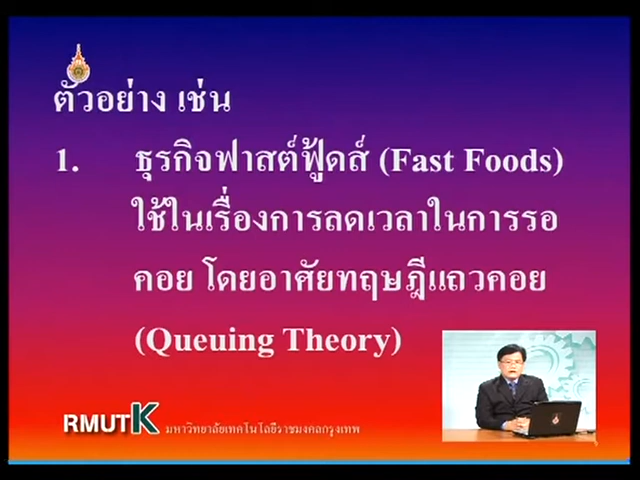 ตัวอย่าง เช่น
1. ธุรกิจฟาสต์ฟู้ดส์ (Fast Foods)
ใช้ในเรื่องการลดเวลาในการรอ
คอย โดยอาศัยทฤษฎีแถวคอย
(Queuing Theory)
RMUTK มหาวิทยาลัยเทคโนโลยีราชมงคลกรุงเทพ